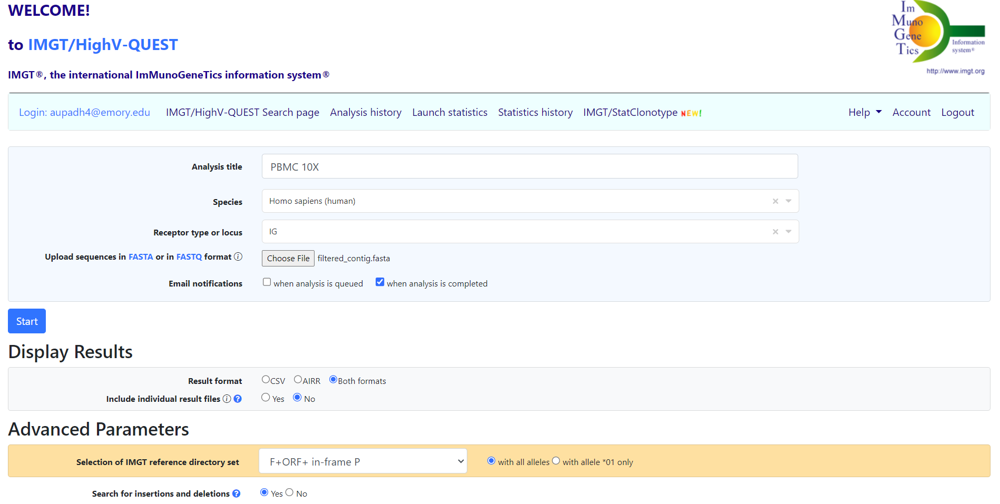 WELCOME!
to IMGT/HighV-QUEST
IMGT®, the international ImMunoGeneTics information system®
Im
Muno
Gene
Tics
Information
system®
http://www.imgt.org
Login: aupadh4@emory.edu IMGT/HighV-QUEST Search page Analysis history Launch statistics Statistics history IMGT/StatClonotype NEW! Help Account Logout
Analysis title PBMC 10X
Species Homo sapiens (human)
Receptor type or locus IG
Upload sequences in FASTA or in FASTQ format Choose File filtered_contig.fasta
Email notifications when analysis is queued when analysis is completed
Start
Display Results
Result format CSV AIRR Both formats
Include individual result files Yes No
Advanced Parameters
Selection of IMGT reference directory set F+ORF+ in-frame P with all alleles with allele *01 only
Search for insertions and deletions Yes No